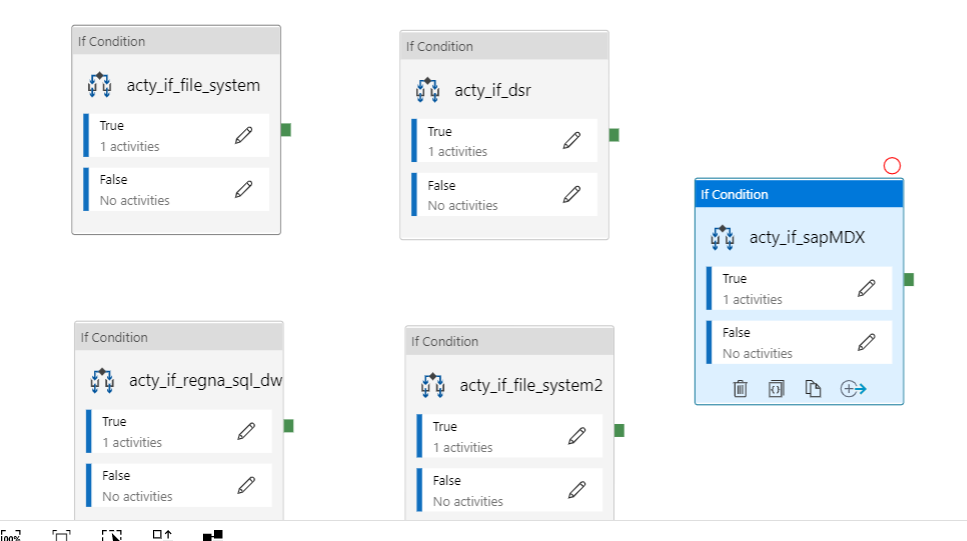 If Condition
acty_if_file_system
True
1 activities
False
No activities
If Condition
acty_if_dsr
True
1 activities
False
No activities
If Condition
acty_if_sapMDX
True
1 activities
False
No activities
If Condition
acty_if_regna_sql_dw
True
1 activities
False
No activities
If Condition
acty_if_file_system2
True
1 activities
False
No activities
100%